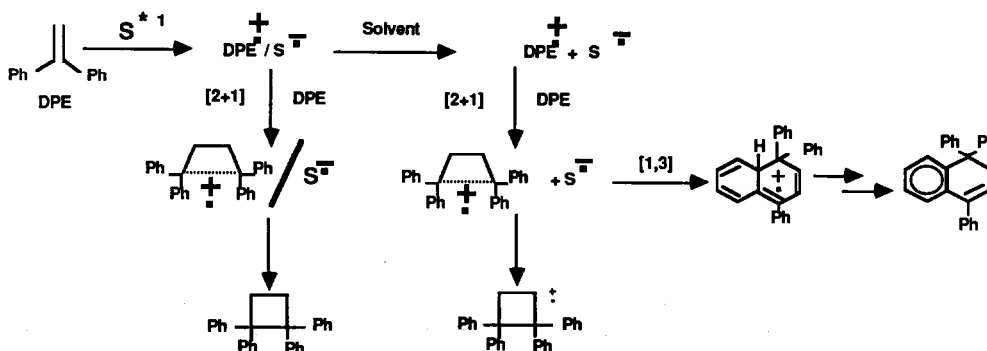 S* 1
Solvent
DPE+• / S−•
DPE+• + S−•
Ph Ph
DPE
[2+1] DPE
[2+1] DPE
Ph Ph
Ph Ph
+•
S−•
Ph Ph
Ph Ph
+•
+ S−•
[1,3]
H Ph
Ph
+•
Ph
Ph
Ph
Ph Ph
Ph Ph
+•
Ph Ph
Ph Ph